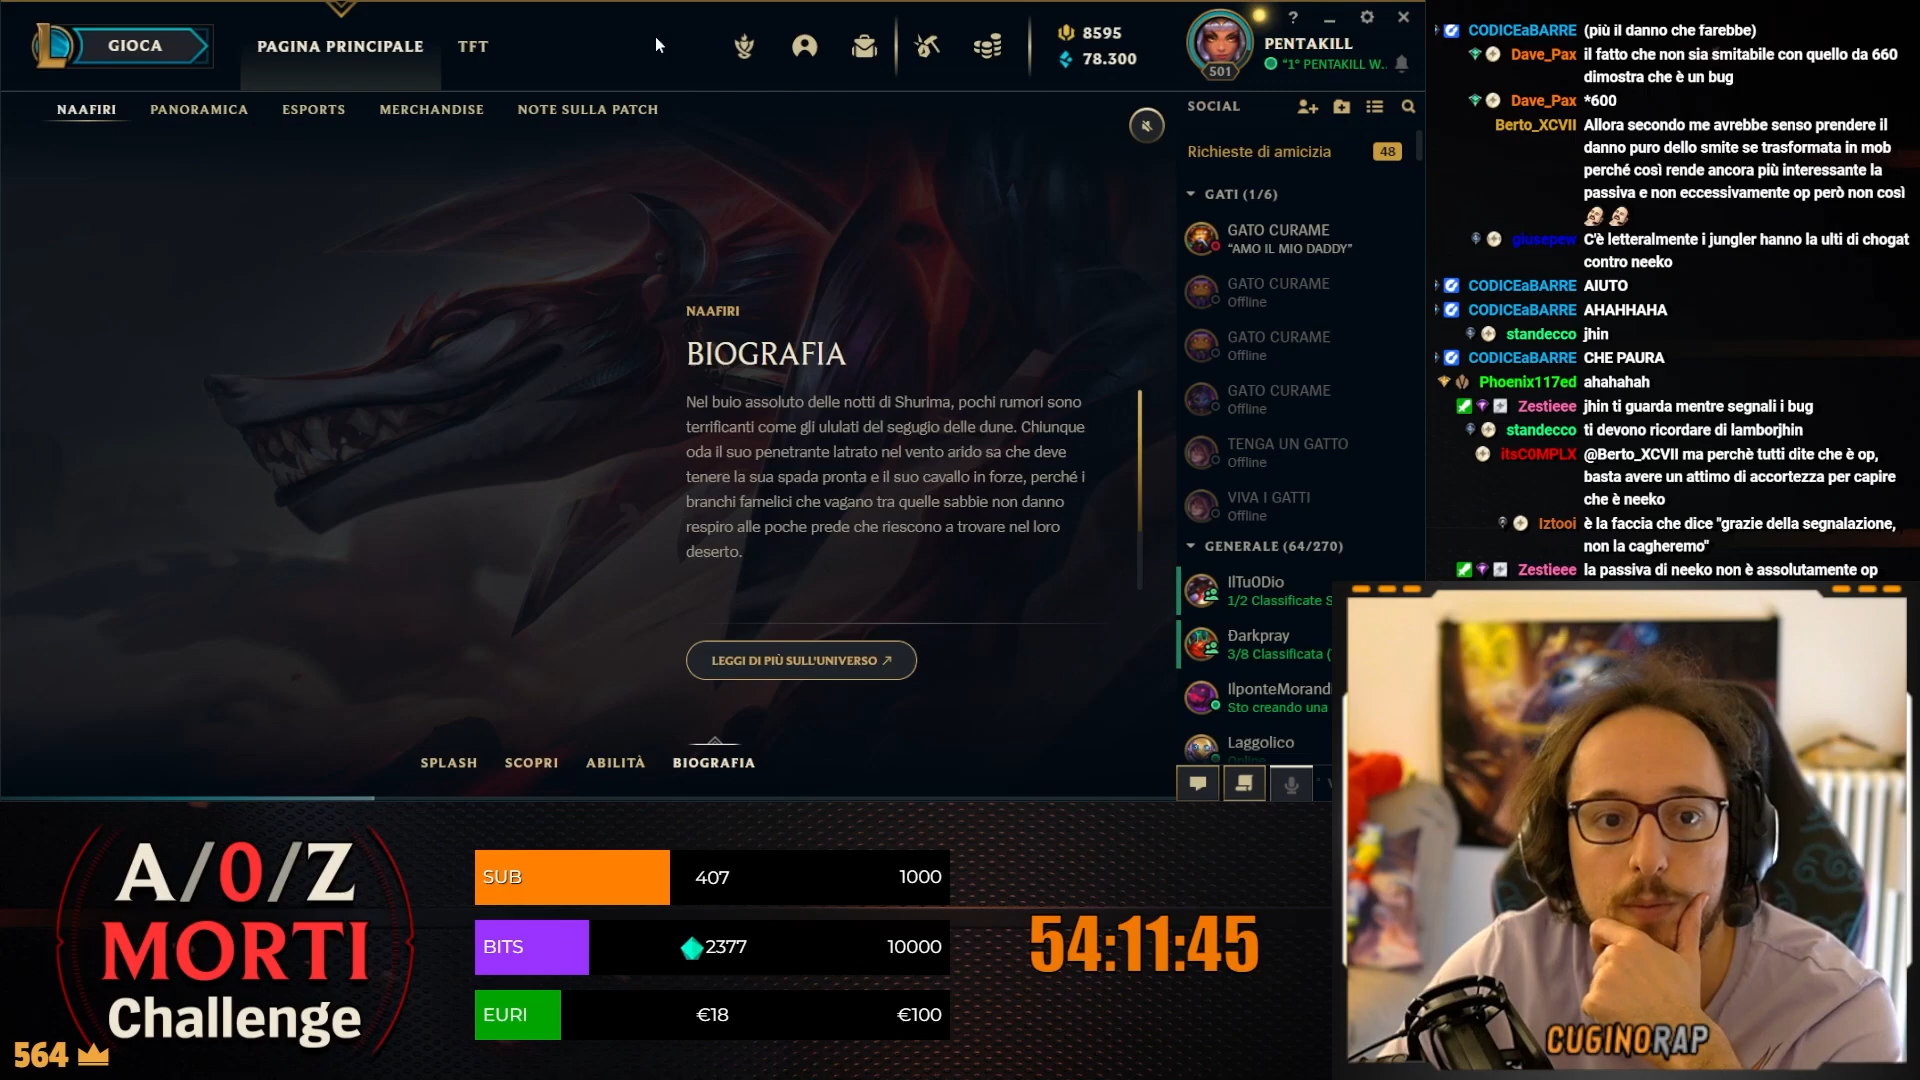 GIOCA
PAGINA PRINCIPALE
TFT
8595
78.300
501
PENTAKILL
"1° PENTAKILL W..
?
NAAFIRI
PANORAMICA
ESPORTS
MERCHANDISE
NOTE SULLA PATCH
NAAFIRI
BIOGRAFIA
Nel buio assoluto delle notti di Shurima, pochi rumori sono
terrificanti come gli ululati del segugio delle dune. Chiunque
oda il suo penetrante latrato nel vento arido sa che deve
tenere la sua spada pronta e il suo cavallo in forze, perché i
branchi famelici che vagano tra quelle sabbie non danno
respiro alle poche prede che riescono a trovare nel loro
deserto.
LEGGI DI PIÙ SULL'UNIVERSO
SPLASH
SCOPRI
ABILITÀ
BIOGRAFIA
SOCIAL
Richieste di amicizia
48
GATI (1/6)
GATO CURAME
"AMO IL MIO DADDY"
GATO CURAME
Offline
GATO CURAME
Offline
GATO CURAME
Offline
TENGA UN GATTO
Offline
VIVA I GATTI
Offline
GENERALE (64/270)
IlTu0Dio
1/2 Classificate S
Đarkpray
3/8 Classificata (
IlponteMorandi
Sto creando una
Laggolico
Online
CODICEaBARRE (più il danno che farebbe)
Dave_Pax il fatto che non sia smitabile con quello da 660
dimostra che è un bug
Dave_Pax *600
Berto_XCVII Allora secondo me avrebbe senso prendere il
danno puro dello smite se trasformata in mob
perché così rende ancora più interessante la
passiva e non eccessivamente op però non così
giusepew C'è letteralmente i jungler hanno la ulti di chogat
contro neeko
CODICEaBARRE AIUTO
CODICEaBARRE AHAHHAHA
standecco jhin
CODICEaBARRE CHE PAURA
Phoenix117ed ahahahah
Zestieee jhin ti guarda mentre segnali i bug
standecco ti devono ricordare di lamborjhin
itsC0MPLX @Berto_XCVII ma perchè tutti dite che è op,
basta avere un attimo di accortezza per capire
che è neeko
Iztooi è la faccia che dice "grazie della segnalazione,
non la cagheremo"
Zestieee la passiva di neeko non è assolutamente op
A/0/Z
MORTI
Challenge
564
SUB 407 1000
BITS 2377 10000
EURI €18 €100
54:11:45
CUGINORAP